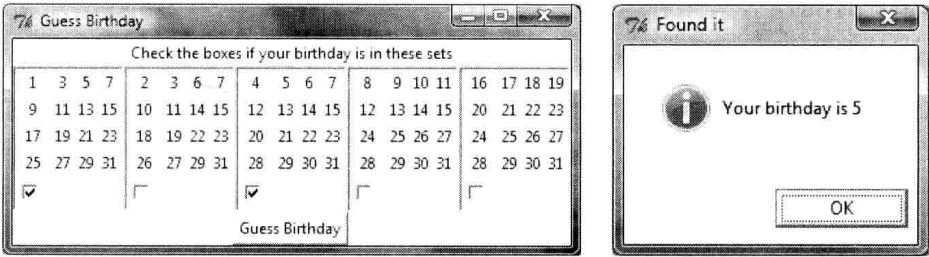 Guess Birthday
Check the boxes if your birthday is in these sets
1 3 5 7 2 3 6 7 4 5 6 7 8 9 10 11 16 17 18 19
9 11 13 15 10 11 14 15 12 13 14 15 12 13 14 15 20 21 22 23
17 19 21 23 18 19 22 23 20 21 22 23 24 25 26 27 24 25 26 27
25 27 29 31 26 27 29 31 28 29 30 31 28 29 30 31 28 29 30 31
Guess Birthday
Found it
Your birthday is 5
OK